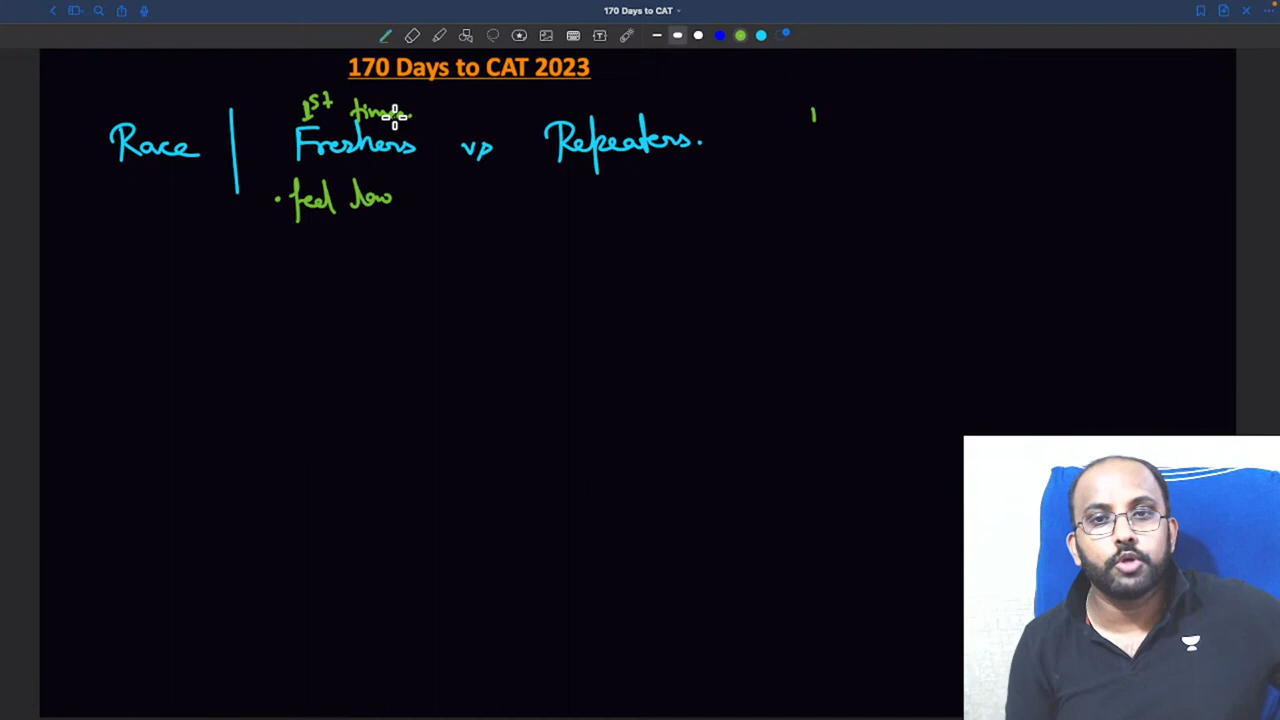 170 Days to CAT
170 Days to CAT 2023
1st time
Race | Freshers vs Repeaters.
• feel low